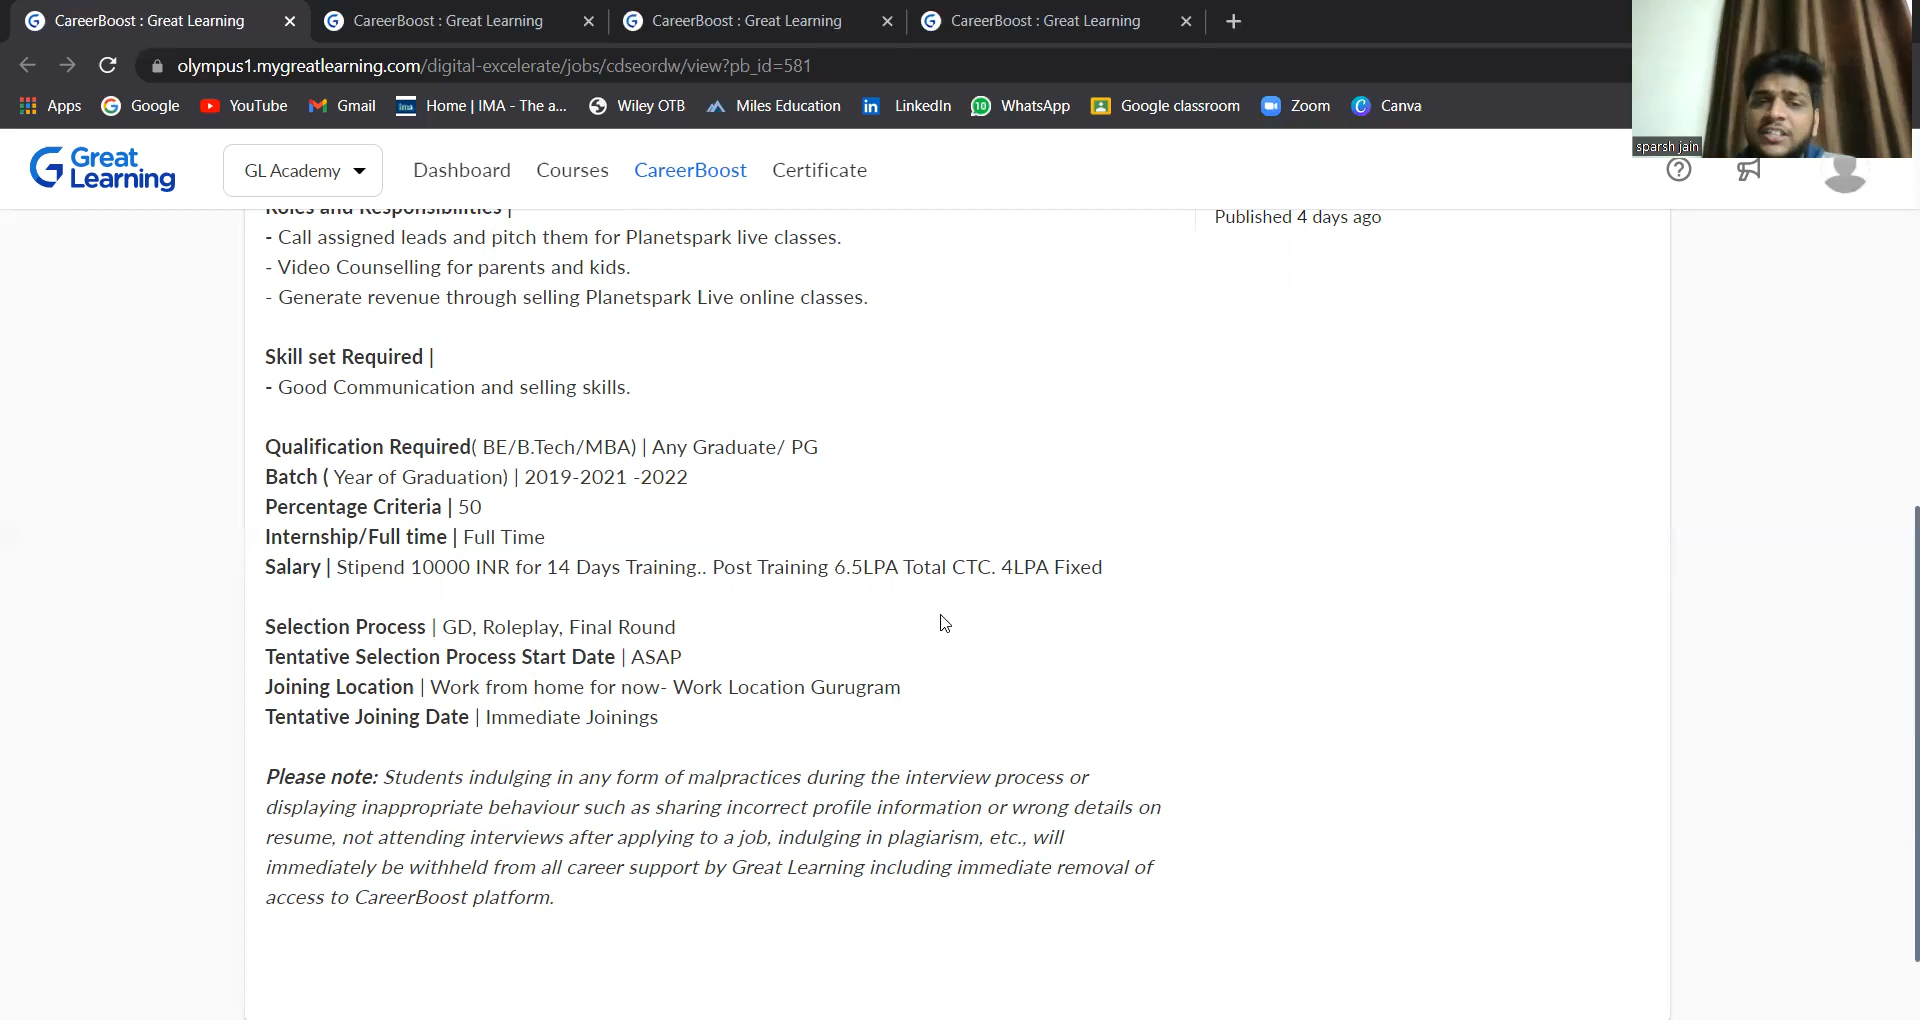 CareerBoost : Great Learning
CareerBoost : Great Learning
CareerBoost : Great Learning
CareerBoost : Great Learning
olympus1.mygreatlearning.com/digital-excelerate/jobs/cdseordw/view?pb_id=581
Apps
Google
YouTube
Gmail
ima
Home | IMA - The a...
Wiley OTB
Miles Education
in
LinkedIn
10
WhatsApp
Google classroom
Zoom
C
Canva
sparsh jain
Great
Learning
GL Academy
Dashboard
Courses
CareerBoost
Certificate
?
Roles and Responsibilities |
Published 4 days ago
- Call assigned leads and pitch them for Planetspark live classes.
- Video Counselling for parents and kids.
- Generate revenue through selling Planetspark Live online classes.
Skill set Required |
- Good Communication and selling skills.
Qualification Required( BE/B.Tech/MBA) | Any Graduate/ PG
Batch ( Year of Graduation) | 2019-2021 -2022
Percentage Criteria | 50
Internship/Full time | Full Time
Salary | Stipend 10000 INR for 14 Days Training.. Post Training 6.5LPA Total CTC. 4LPA Fixed
Selection Process | GD, Roleplay, Final Round
Tentative Selection Process Start Date | ASAP
Joining Location | Work from home for now- Work Location Gurugram
Tentative Joining Date | Immediate Joinings
Please note: Students indulging in any form of malpractices during the interview process or
displaying inappropriate behaviour such as sharing incorrect profile information or wrong details on
resume, not attending interviews after applying to a job, indulging in plagiarism, etc., will
immediately be withheld from all career support by Great Learning including immediate removal of
access to CareerBoost platform.